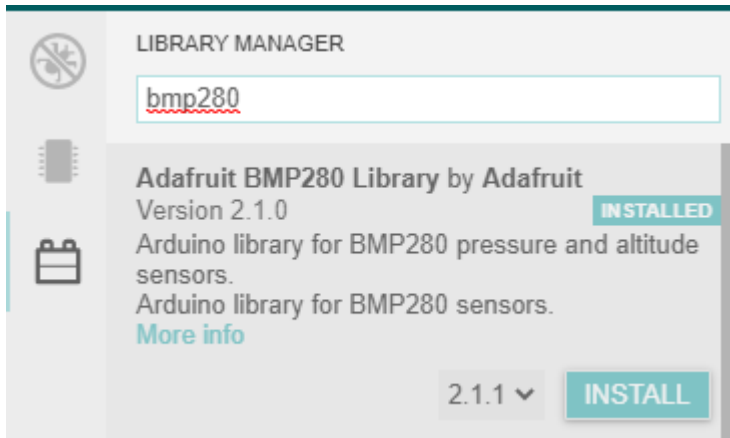 LIBRARY MANAGER
bmp280
Adafruit BMP280 Library by Adafruit
Version 2.1.0
INSTALLED
Arduino library for BMP280 pressure and altitude
sensors.
Arduino library for BMP280 sensors.
More info
2.1.1
INSTALL